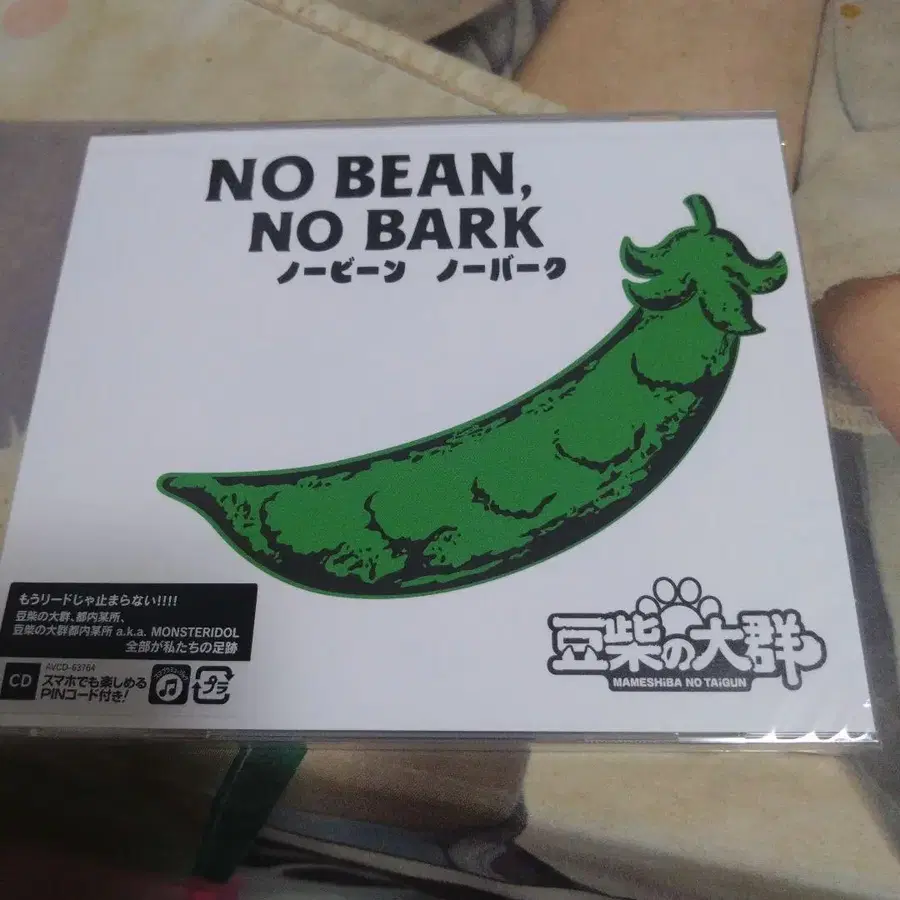 NO BEAN,
NO BARK
ノービーン ノーバーク
もうリードじゃ止まらない!!!!
豆柴の大群、都内某所、
豆柴の大群都内某所 a.k.a. MONSTERIDOL
全部が私たちの足跡
CD
AVCD-63764
スマホでも楽しめる
PINコード付き!
プラ
豆柴の大群
MAMESHiBA NO TAiGUN